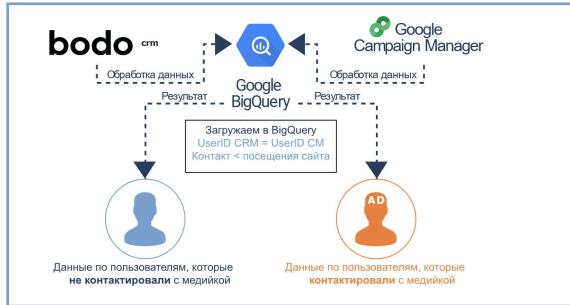 bodo crm
Google
Campaign Manager
Обработка данных
Обработка данных
Google
BigQuery
Результат
Результат
Загружаем в BigQuery
UserID CRM = UserID CM
Контакт < посещения сайта
AD
Данные по пользователям, которые
не контактировали с медийкой
Данные по пользователям, которые
контактировали с медийкой